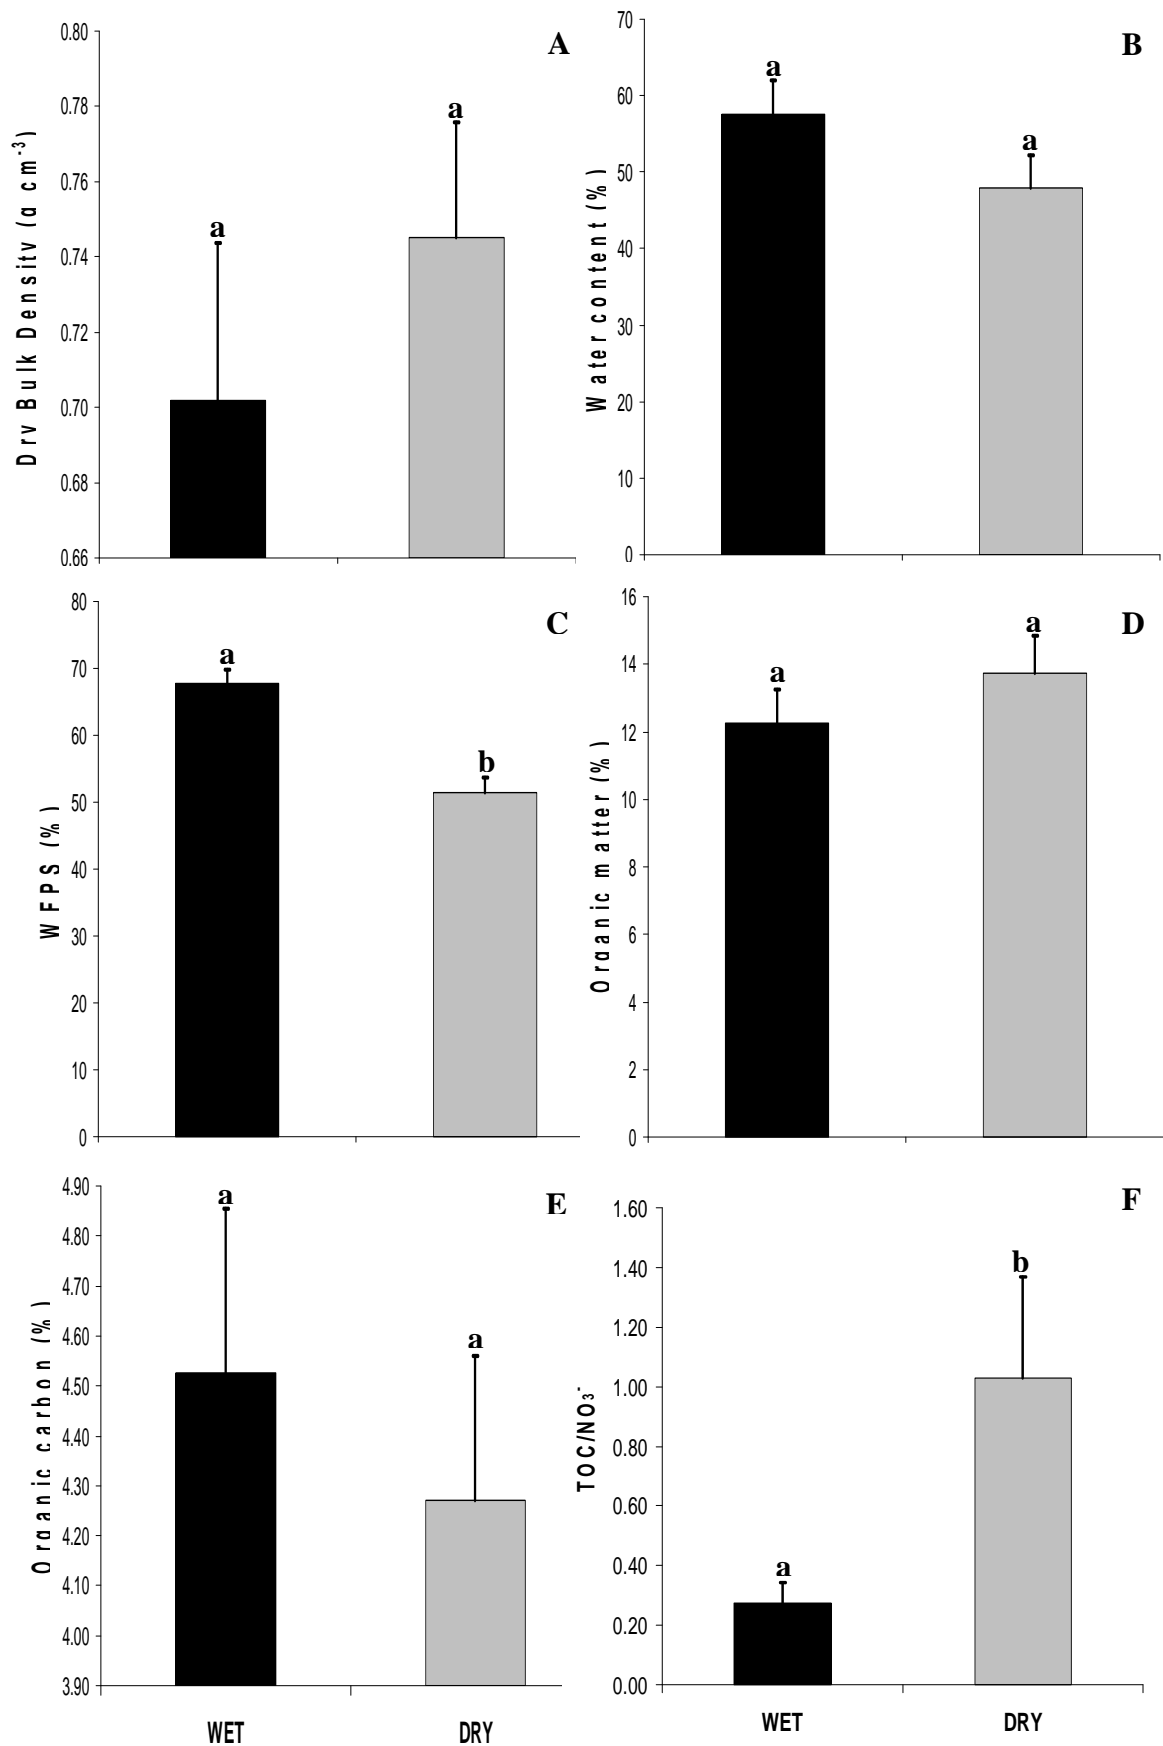 A
0.80
0.78
0.76
0.74
0.72
0.70
0.68
0.66
Dry Bulk Density (g cm⁻³)
a
a
B
70
60
50
40
30
20
10
0
Water content (%)
a
a
C
80
70
60
50
40
30
20
10
0
WFPS (%)
a
b
D
16
14
12
10
8
6
4
2
0
Organic matter (%)
a
a
E
4.90
4.80
4.70
4.60
4.50
4.40
4.30
4.20
4.10
4.00
3.90
Organic carbon (%)
a
a
WET
DRY
F
1.60
1.40
1.20
1.00
0.80
0.60
0.40
0.20
0.00
TOC/NO₃⁻
a
b
WET
DRY